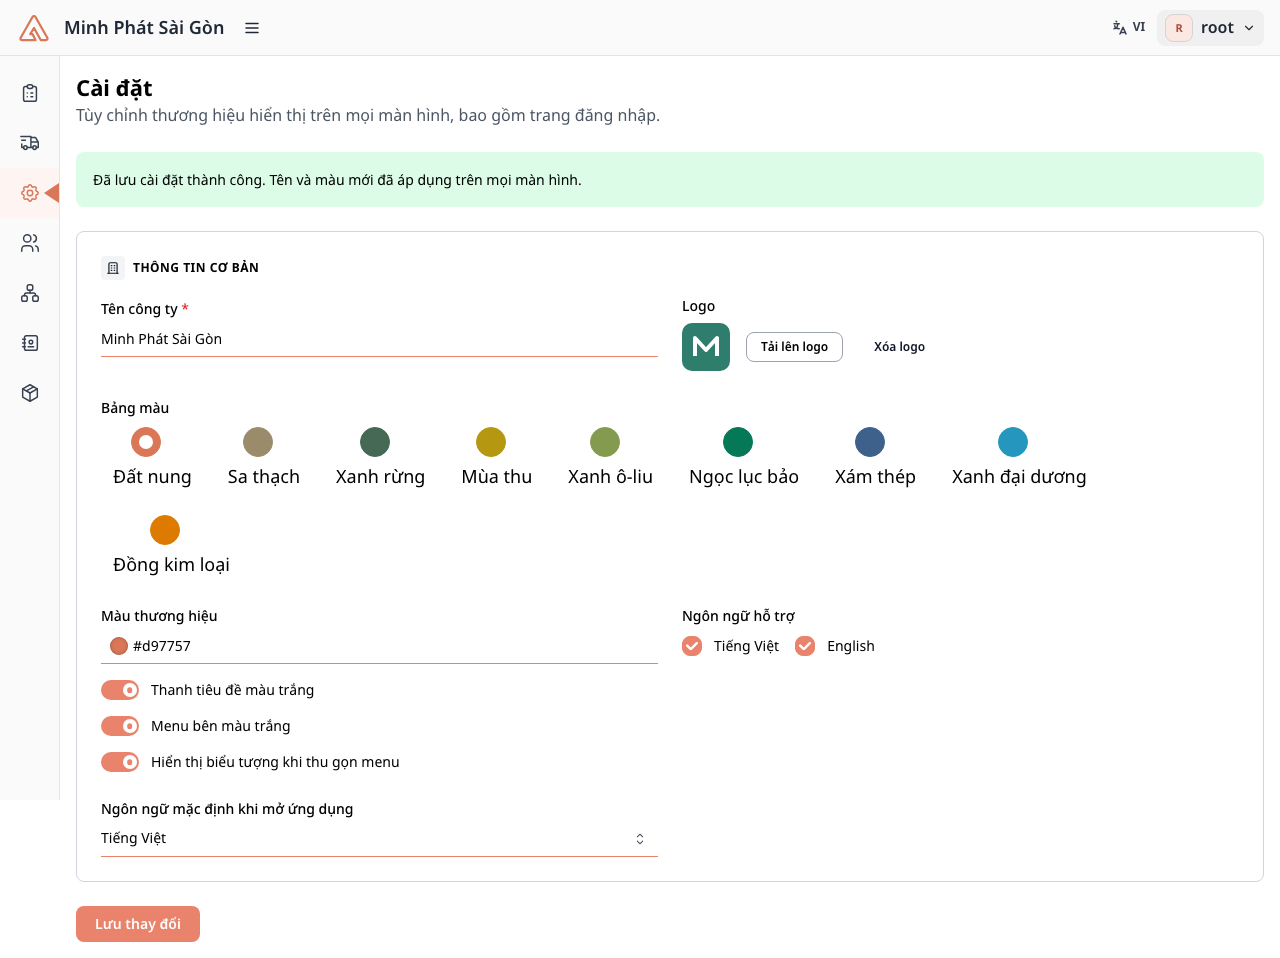 Minh Phát Sài Gòn
VI
R
root
Cài đặt
Tùy chỉnh thương hiệu hiển thị trên mọi màn hình, bao gồm trang đăng nhập.
Đã lưu cài đặt thành công. Tên và màu mới đã áp dụng trên mọi màn hình.
THÔNG TIN CƠ BẢN
Tên công ty *
Logo
Minh Phát Sài Gòn
M
Tải lên logo
Xóa logo
Bảng màu
Đất nung
Sa thạch
Xanh rừng
Mùa thu
Xanh ô-liu
Ngọc lục bảo
Xám thép
Xanh đại dương
Đồng kim loại
Màu thương hiệu
Ngôn ngữ hỗ trợ
#d97757
Tiếng Việt
English
Thanh tiêu đề màu trắng
Menu bên màu trắng
Hiển thị biểu tượng khi thu gọn menu
Ngôn ngữ mặc định khi mở ứng dụng
Tiếng Việt
Lưu thay đổi